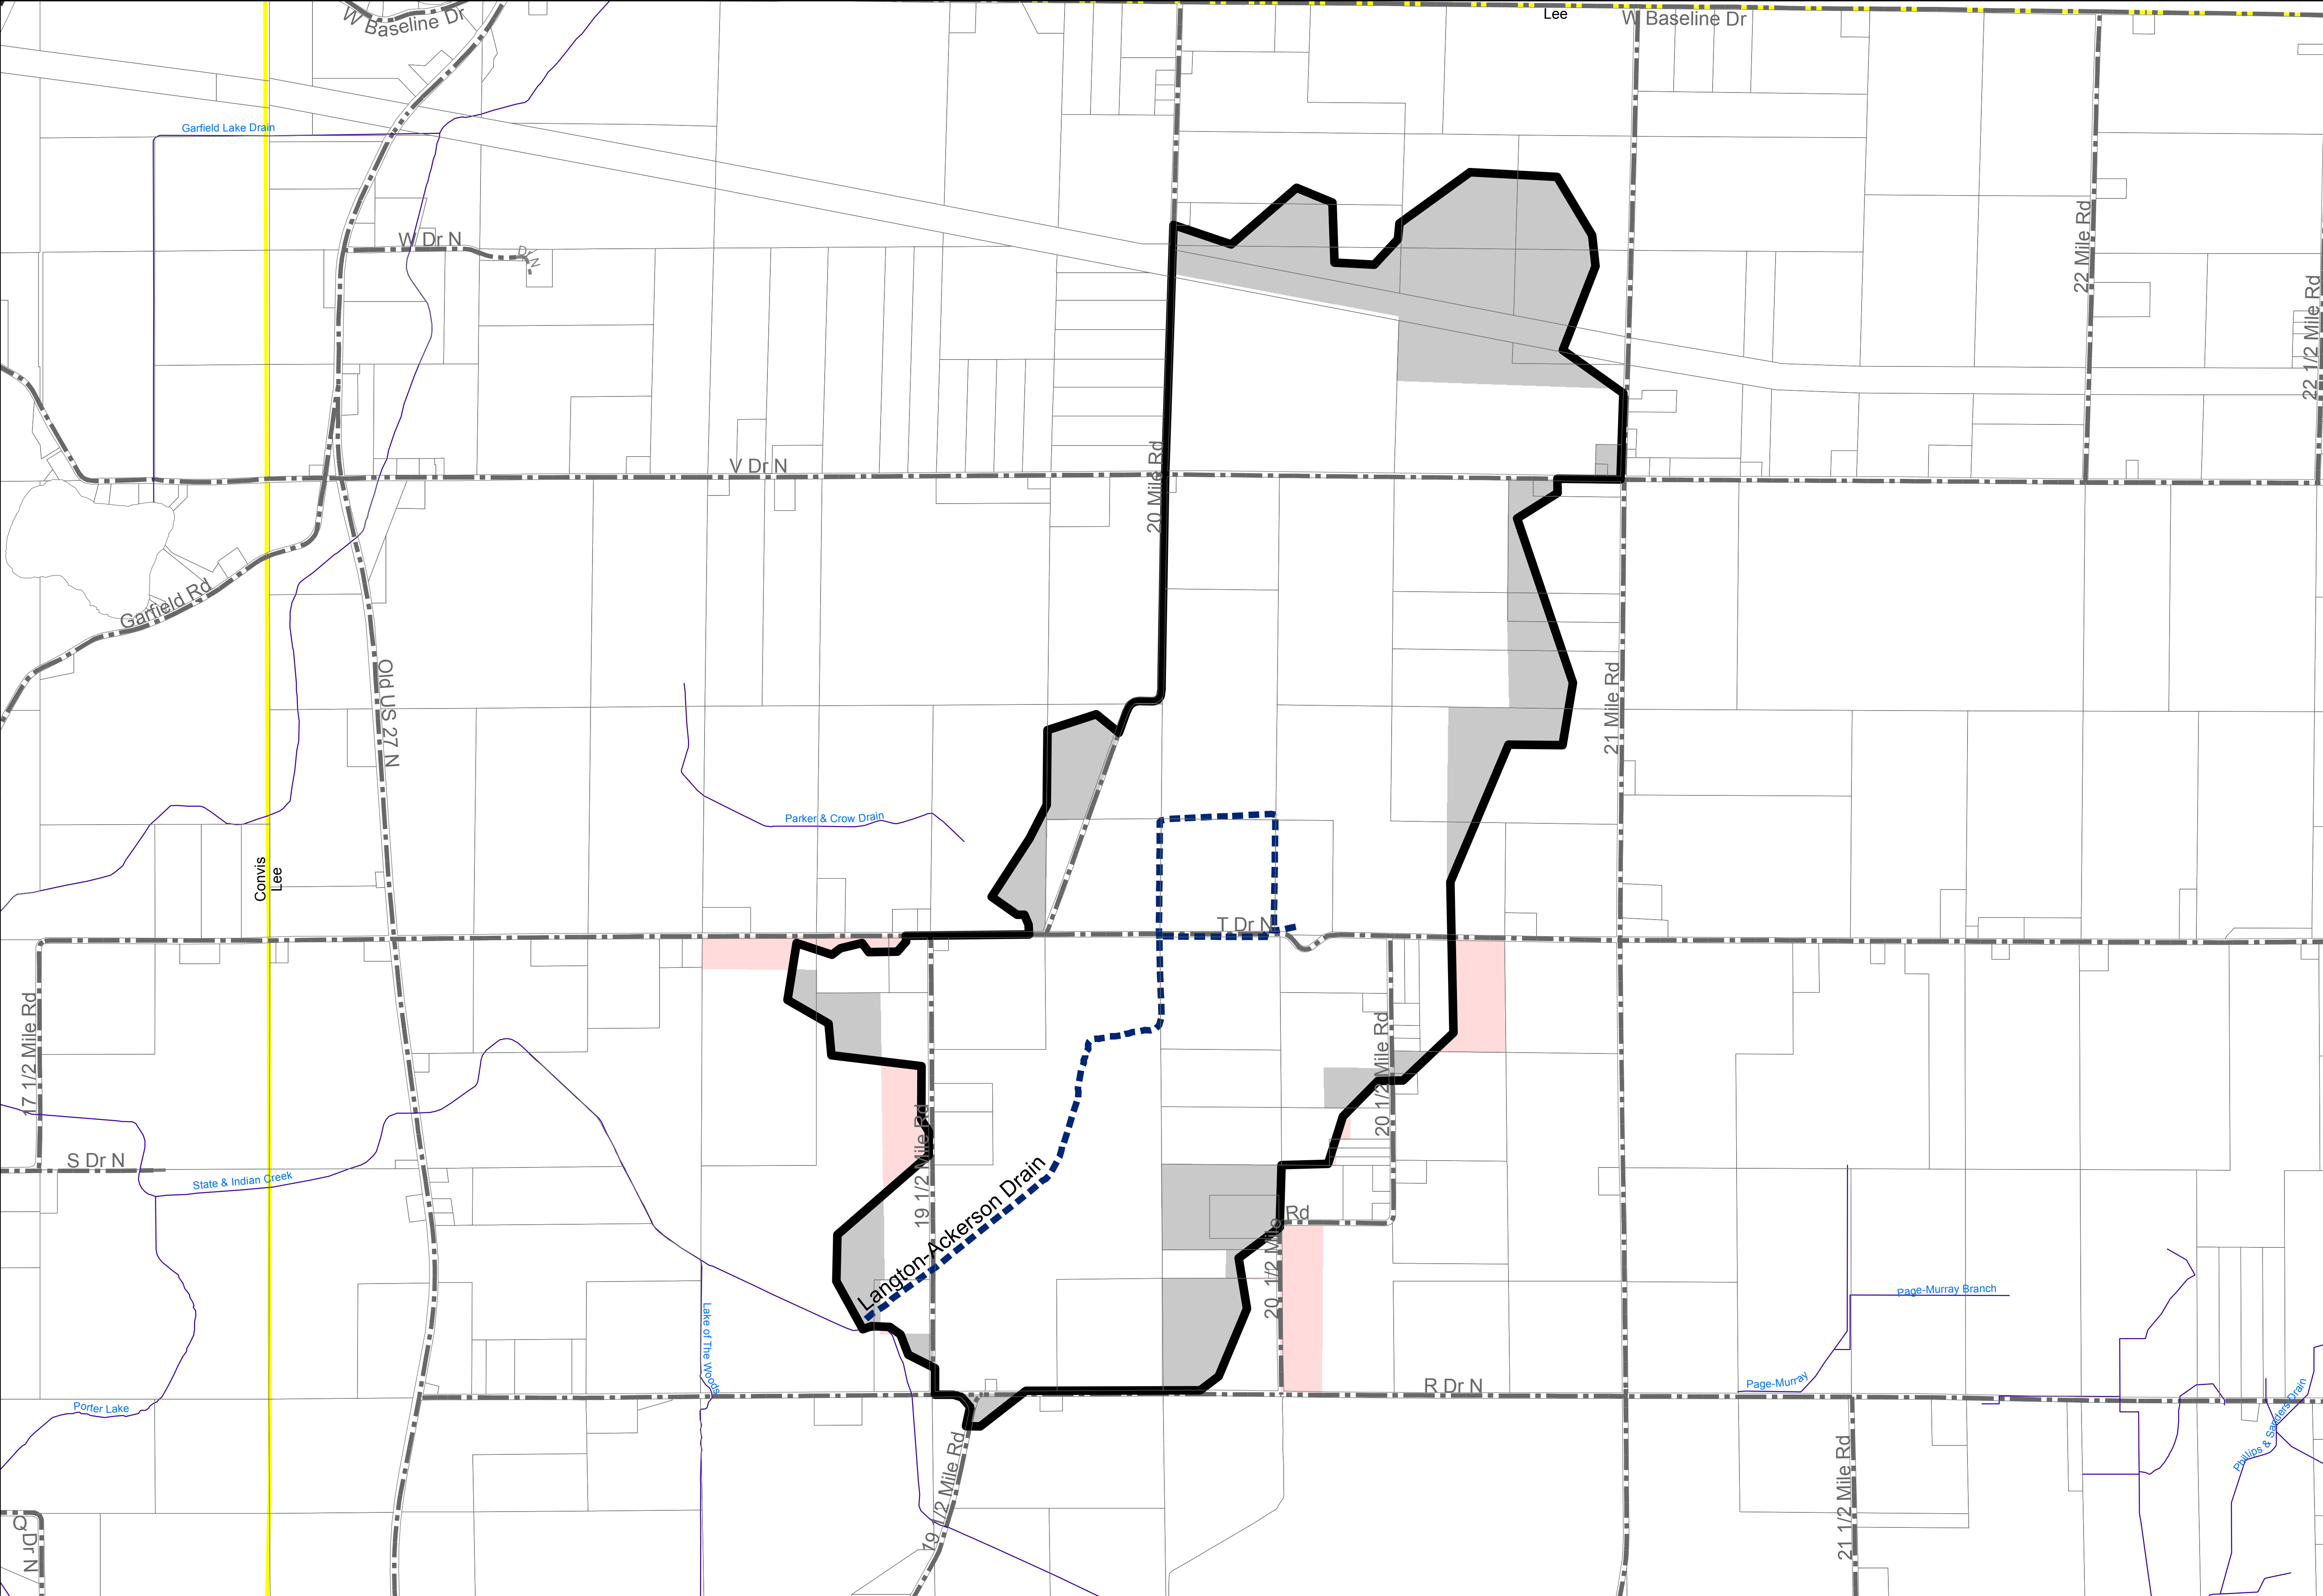 W Baseline Dr
Lee
W Baseline Dr
Garfield Lake Drain
W Dr N
Dr N
22 Mile Rd
22 1/2 Mile Rd
V Dr N
20 Mile Rd
Garfield Rd
Old US 27 N
21 Mile Rd
Parker & Crow Drain
Convis
Lee
T Dr N
17 1/2 Mile Rd
20 1/2 Mile Rd
19 1/2 Mile Rd
S Dr N
State & Indian Creek
Langton-Ackerson Drain
Rd
20 1/2 Mile
Lake of The Woods
Page-Murray Branch
Page-Murray
R Dr N
Porter Lake
Phillips & Sanders Drain
19 1/2 Mile Rd
21 1/2 Mile Rd
Q Dr N